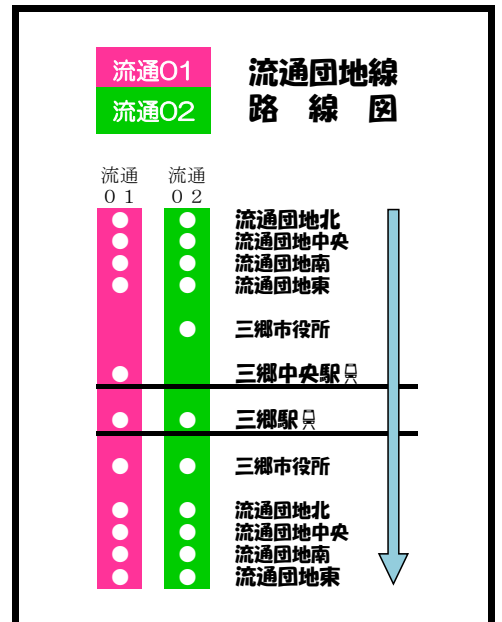 流通01
流通02
流通団地線
路線図
流通
０１
流通
０２
流通団地北
流通団地中央
流通団地南
流通団地東
三郷市役所
三郷中央駅
三郷駅
三郷市役所
流通団地北
流通団地中央
流通団地南
流通団地東